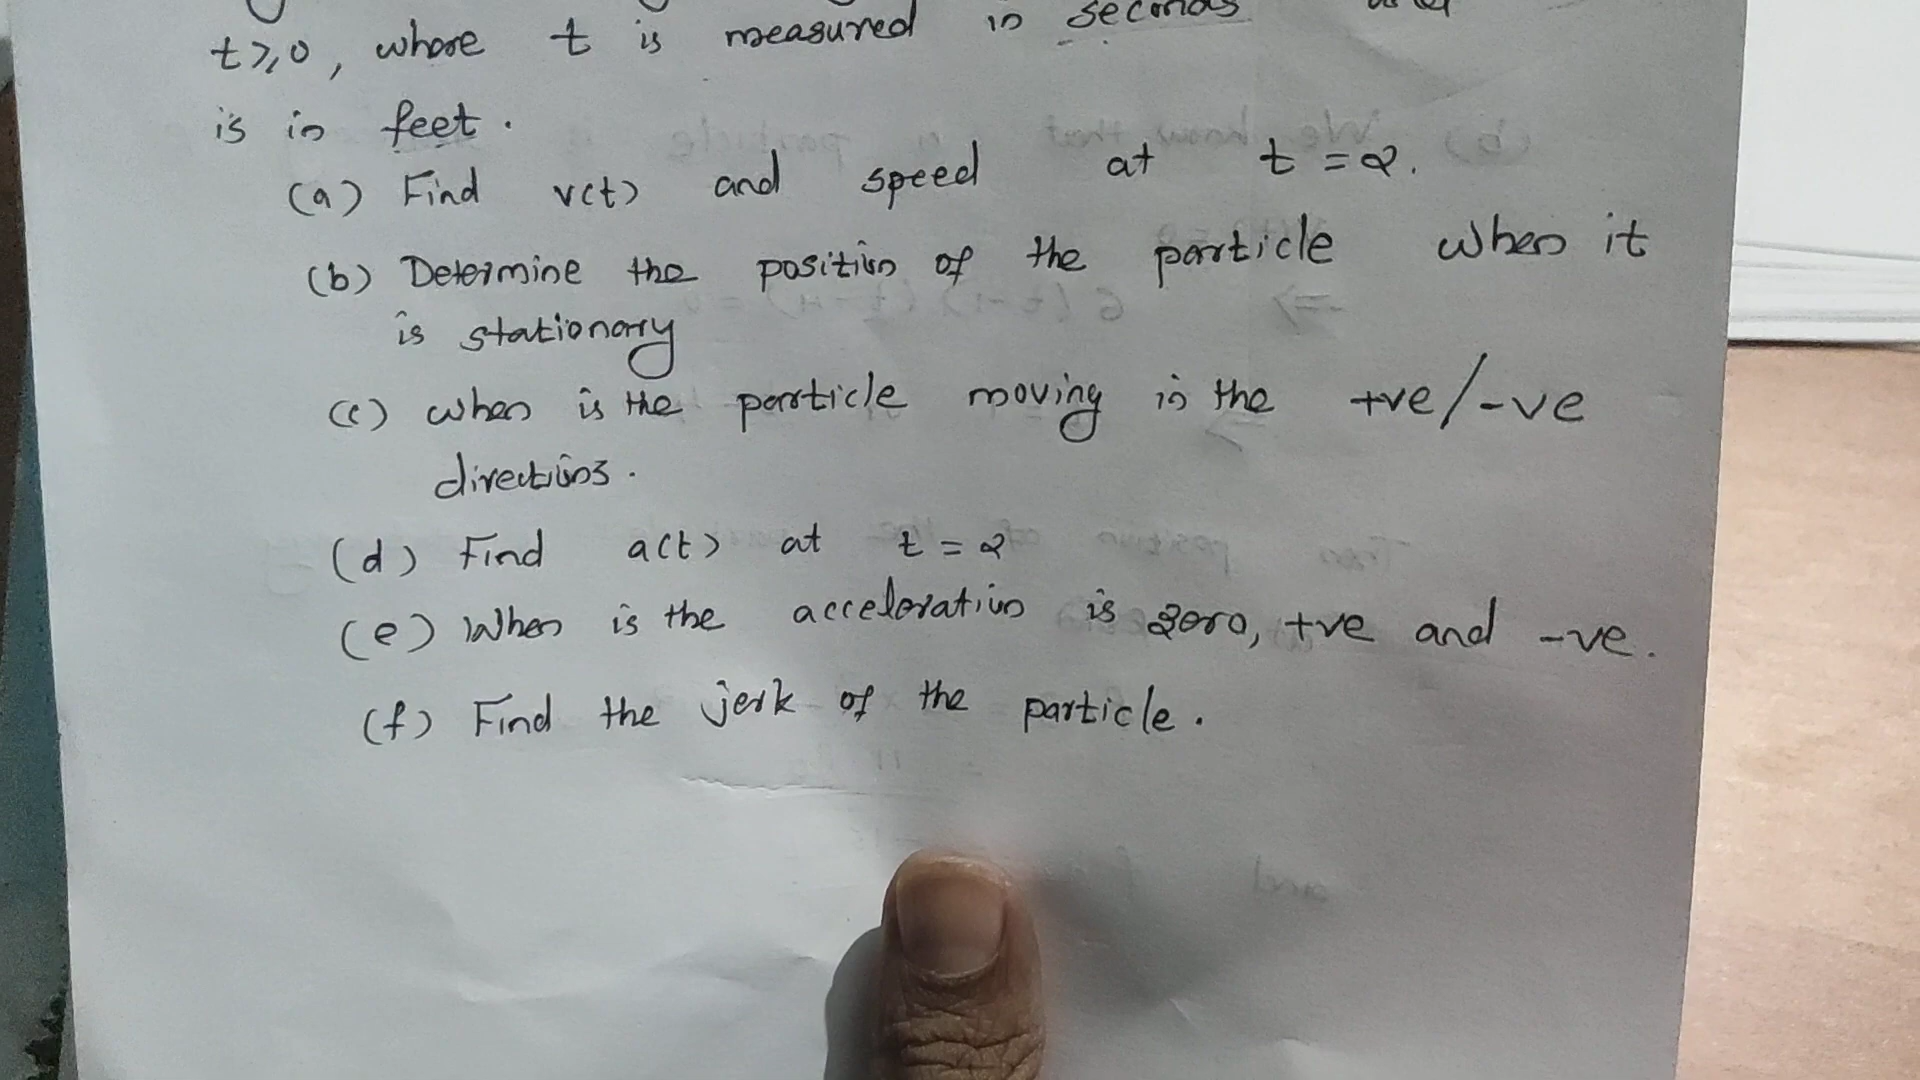 t≥0, where t is measured in seconds and
is in feet.
(a) Find v(t) and speed at t = 2.
(b) Determine the position of the particle when it
is stationary
(c) when is the particle moving in the +ve/-ve
directions.
(d) Find a(t) at t = 2
(e) When is the acceleration is zero, +ve and -ve.
(f) Find the jerk of the particle.